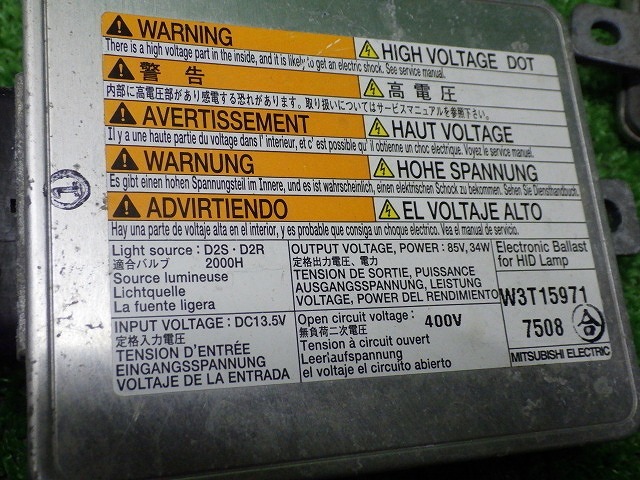 WARNING
HIGH VOLTAGE DOT
There is a high voltage part in the inside, and it is likely to get an electric shock. See service manual.
警告
高電圧
内部に高電圧部があり感電する恐れがあります。取り扱いについてはサービスマニュアルを参照下さい。
AVERTISSEMENT
HAUT VOLTAGE
Il y a une haute partie du voltage dans l' interieur, et c' est possible qu'il obtienne un choc electrique. Voyez le service manuel.
WARNUNG
HOHE SPANNUNG
Es gibt einen hohen Spannungsteil im Innere, und es ist wahrscheinlich, einen elektrischen Schock zu bekommen. Sehen Sie Diensthandbuch.
ADVIRTIENDO
EL VOLTAJE ALTO
Hay una parte de voltaje alta en el interior, y es probable que consiga un choque electrico. Vea el manual de servicio.
Light source : D2S・D2R
適合バルブ 2000H
Source lumineuse
Lichtquelle
La fuente ligera
OUTPUT VOLTAGE, POWER : 85V, 34W
定格出力電圧、電力
TENSION DE SORTIE, PUISSANCE
AUSGANGSSPANNUNG, LEISTUNG
VOLTAGE, POWER DEL RENDIMIENTO
Electronic Ballast
for HID Lamp
W3T15971
7508
MITSUBISHI ELECTRIC
INPUT VOLTAGE : DC13.5V
定格入力電圧
TENSION D'ENTRÉE
EINGANGSSPANNUNG
VOLTAJE DE LA ENTRADA
Open circuit voltage : 400V
無負荷二次電圧
Tension à circuit ouvert
Leerlaufspannung
el voltaje el circuito abierto